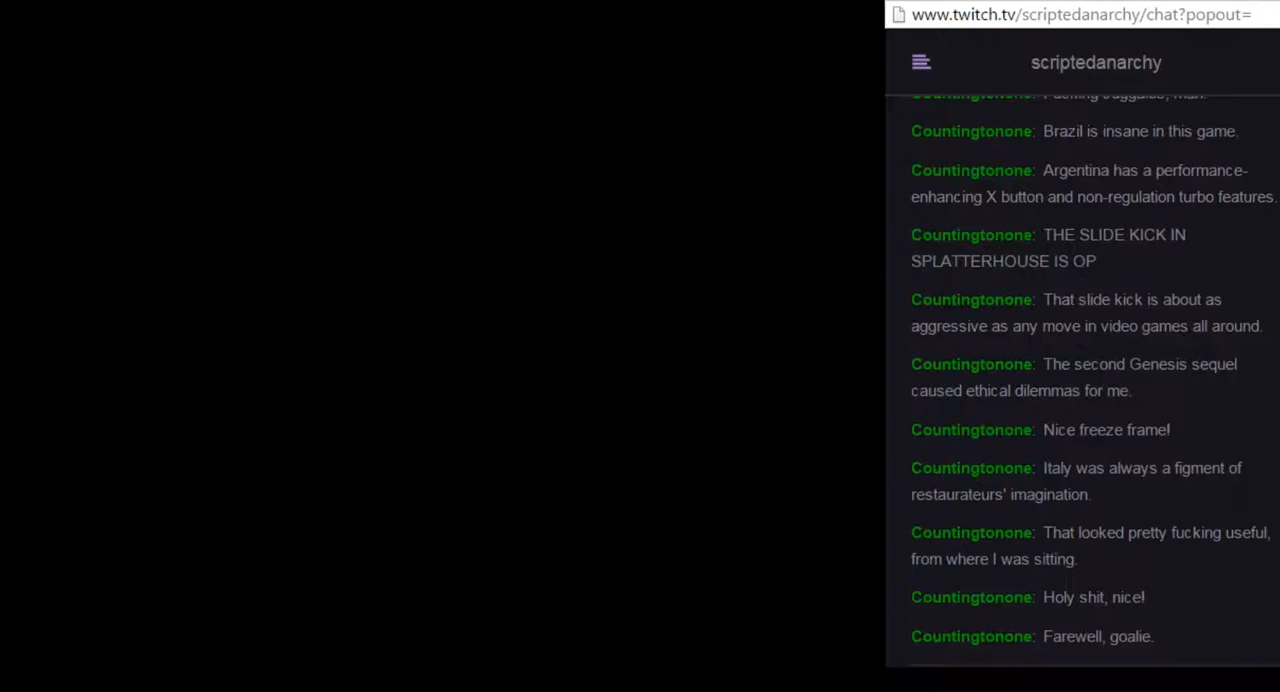 www.twitch.tv/scriptedanarchy/chat?popout=
scriptedanarchy
Countingtonone:
Countingtonone: Brazil is insane in this game.
Countingtonone: Argentina has a performance-
enhancing X button and non-regulation turbo features.
Countingtonone: THE SLIDE KICK IN
SPLATTERHOUSE IS OP
Countingtonone: That slide kick is about as
aggressive as any move in video games all around.
Countingtonone: The second Genesis sequel
caused ethical dilemmas for me.
Countingtonone: Nice freeze frame!
Countingtonone: Italy was always a figment of
restaurateurs' imagination.
Countingtonone: That looked pretty fucking useful,
from where I was sitting.
Countingtonone: Holy shit, nice!
Countingtonone: Farewell, goalie.